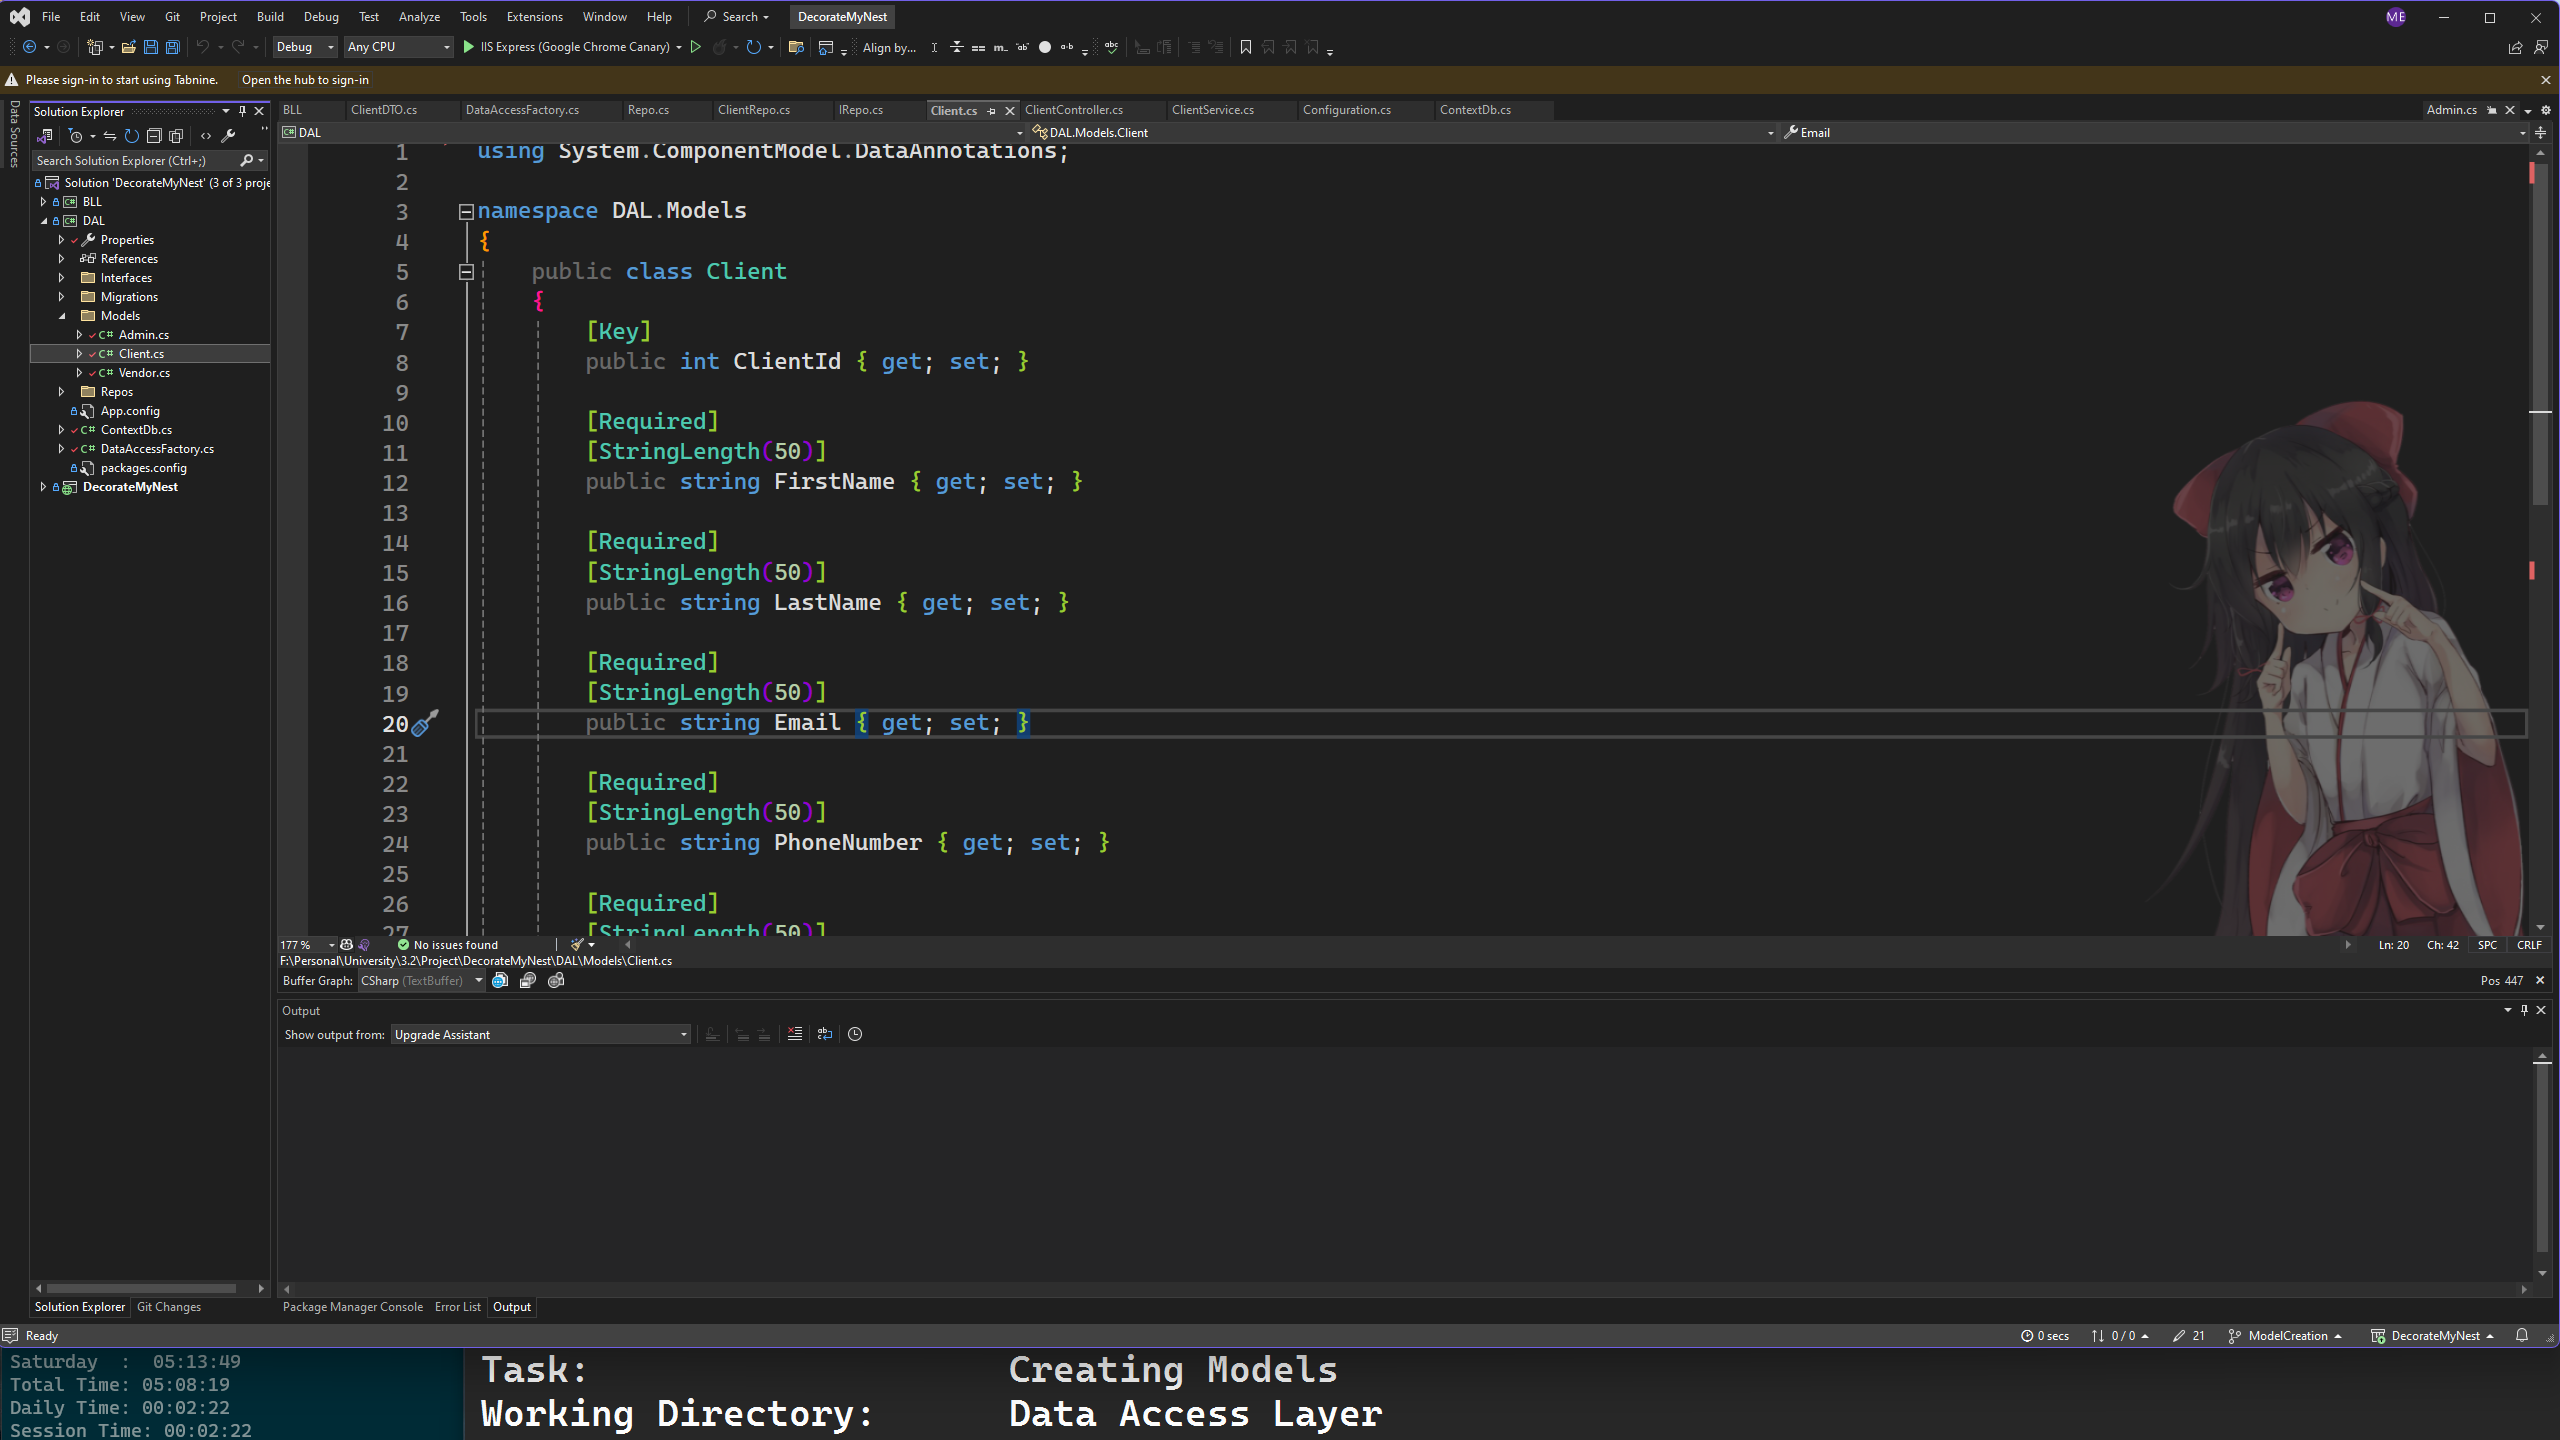 File Edit View Git Project Build Debug Test Analyze Tools Extensions Window Help Search DecorateMyNest ME
Debug Any CPU IIS Express (Google Chrome Canary) Align by...
Please sign-in to start using Tabnine. Open the hub to sign-in
Data Sources
Solution Explorer
Search Solution Explorer (Ctrl+;)
Solution 'DecorateMyNest' (3 of 3 proje
BLL
DAL
Properties
References
Interfaces
Migrations
Models
Admin.cs
Client.cs
Vendor.cs
Repos
App.config
ContextDb.cs
DataAccessFactory.cs
packages.config
DecorateMyNest
Solution Explorer Git Changes
BLL ClientDTO.cs DataAccessFactory.cs Repo.cs ClientRepo.cs IRepo.cs Client.cs ClientController.cs ClientService.cs Configuration.cs ContextDb.cs Admin.cs
DAL DAL.Models.Client Email
1 using System.ComponentModel.DataAnnotations;
2
3 namespace DAL.Models
4 {
5 public class Client
6 {
7 [Key]
8 public int ClientId { get; set; }
9
10 [Required]
11 [StringLength(50)]
12 public string FirstName { get; set; }
13
14 [Required]
15 [StringLength(50)]
16 public string LastName { get; set; }
17
18 [Required]
19 [StringLength(50)]
20 public string Email { get; set; }
21
22 [Required]
23 [StringLength(50)]
24 public string PhoneNumber { get; set; }
25
26 [Required]
27 [StringLength(50)]
177 % No issues found Ln: 20 Ch: 42 SPC CRLF
F:\Personal\University\3.2\Project\DecorateMyNest\DAL\Models\Client.cs
Buffer Graph: CSharp (TextBuffer) Pos 447
Output
Show output from: Upgrade Assistant
Package Manager Console Error List Output
Ready 0 secs 0 / 0 21 ModelCreation DecorateMyNest
Saturday : 05:13:49
Total Time: 05:08:19
Daily Time: 00:02:22
Session Time: 00:02:22
Task: Creating Models
Working Directory: Data Access Layer